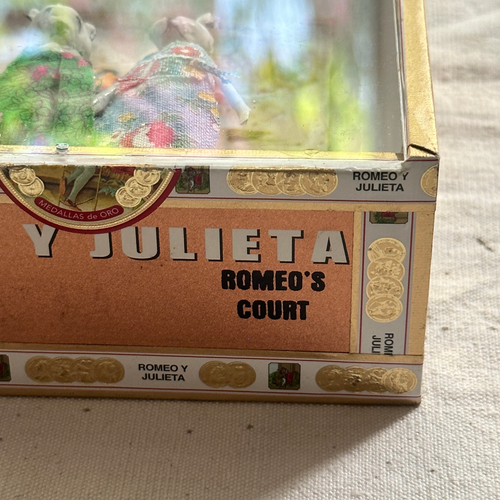 ROMEO Y
JULIETA
MEDALLAS de ORO
Y JULIETA
ROMEO'S
COURT
ROMEO Y
JULIETA